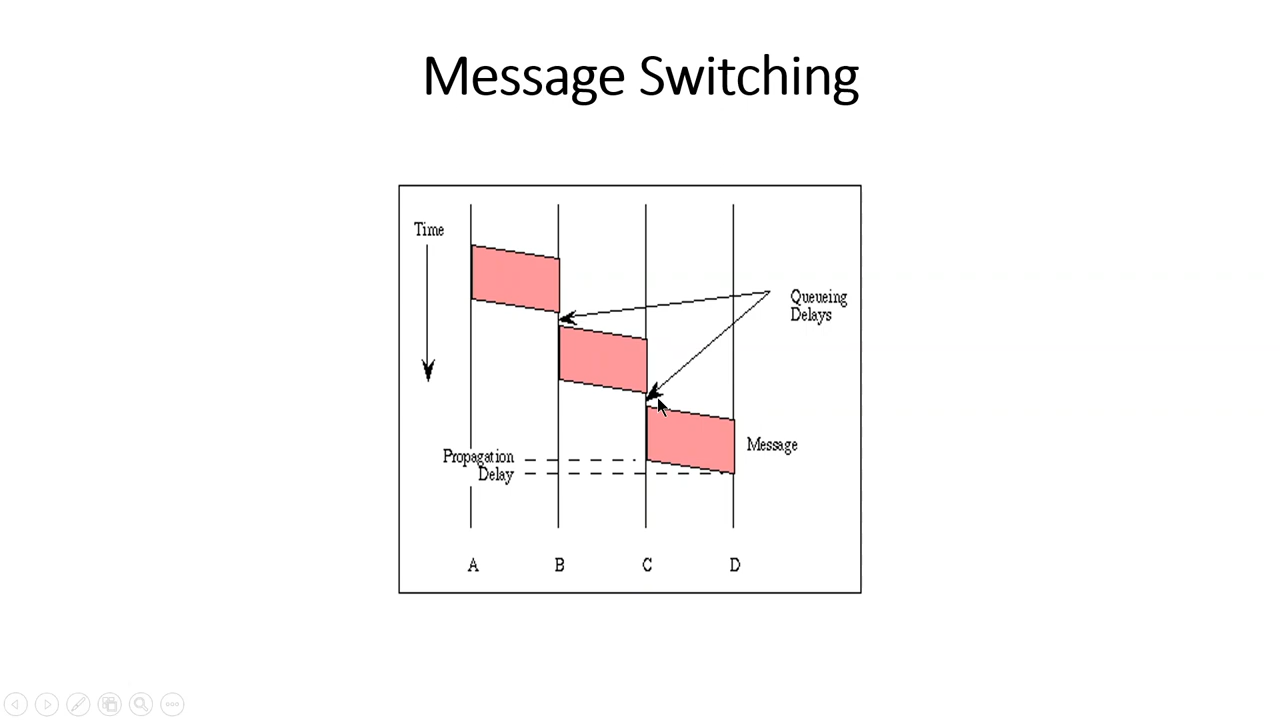 Message Switching
Time
Queueing
Delays
Message
Propagation
Delay
A B C D